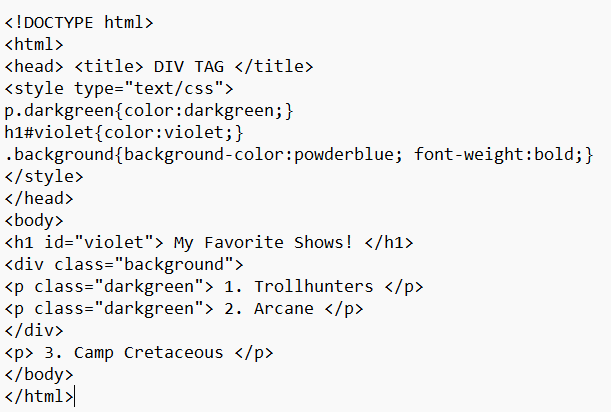 <!DOCTYPE html>
<html>
<head> <title> DIV TAG </title>
<style type="text/css">
p.darkgreen{color:darkgreen;}
h1#violet{color:violet;}
.background{background-color:powderblue; font-weight:bold;}
</style>
</head>
<body>
<h1 id="violet"> My Favorite Shows! </h1>
<div class="background">
<p class="darkgreen"> 1. Trollhunters </p>
<p class="darkgreen"> 2. Arcane </p>
</div>
<p> 3. Camp Cretaceous </p>
</body>
</html>